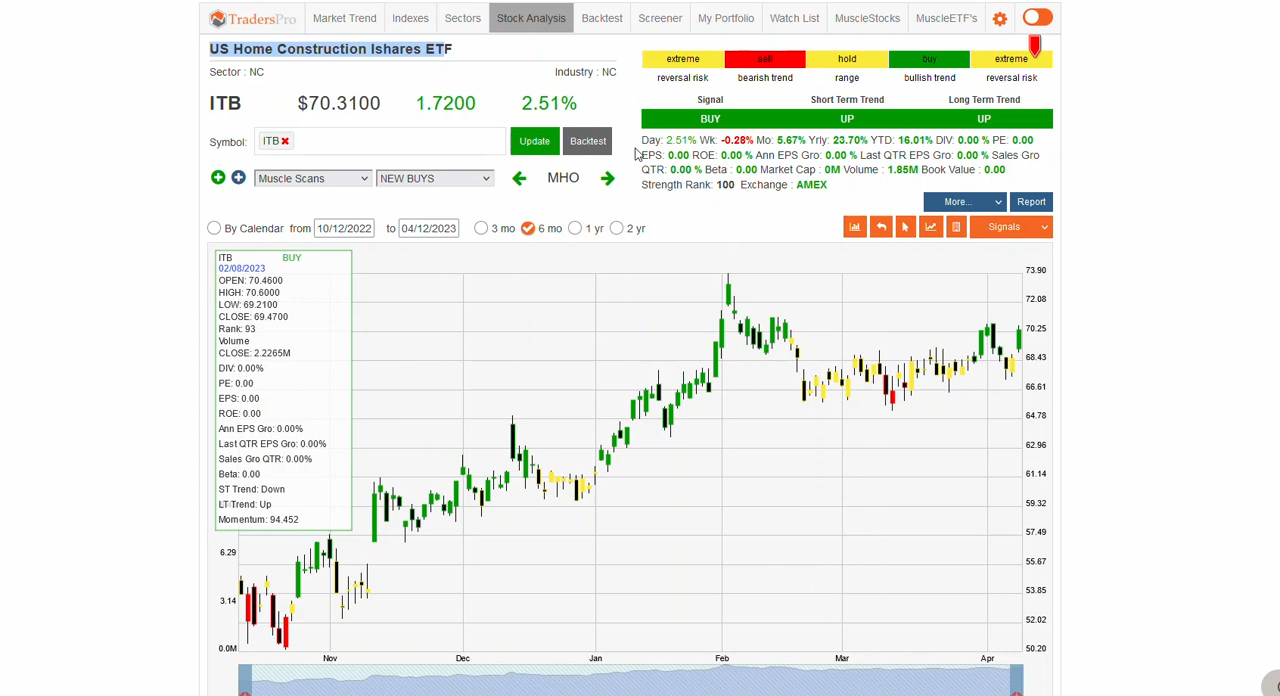 TradersPro Market Trend Indexes Sectors Stock Analysis Backtest Screener My Portfolio Watch List MuscleStocks MuscleETF's
US Home Construction Ishares ETF
Sector : NC Industry : NC
ITB $70.3100 1.7200 2.51%
Symbol: ITB Update Backtest
Muscle Scans NEW BUYS MHO
extreme sell hold buy extreme
reversal risk bearish trend range bullish trend reversal risk
Signal Short Term Trend Long Term Trend
BUY UP UP
Day: 2.51% Wk: -0.28% Mo: 5.67% Yrly: 23.70% YTD: 16.01% DIV: 0.00 % PE: 0.00
EPS: 0.00 ROE: 0.00 % Ann EPS Gro: 0.00 % Last QTR EPS Gro: 0.00 % Sales Gro
QTR: 0.00 % Beta : 0.00 Market Cap : 0M Volume : 1.85M Book Value : 0.00
Strength Rank: 100 Exchange : AMEX
More... Report
By Calendar from 10/12/2022 to 04/12/2023 3 mo 6 mo 1 yr 2 yr Signals
ITB BUY
02/08/2023
OPEN: 70.4600
HIGH: 70.6000
LOW: 69.2100
CLOSE: 69.4700
Rank: 93
Volume
CLOSE: 2.2265M
DIV: 0.00%
PE: 0.00
EPS: 0.00
ROE: 0.00
Ann EPS Gro: 0.00%
Last QTR EPS Gro: 0.00%
Sales Gro QTR: 0.00%
Beta: 0.00
ST Trend: Down
LT Trend: Up
Momentum: 94.452
6.29
3.14
0.0M
73.90
72.08
70.25
68.43
66.61
64.78
62.96
61.14
59.32
57.49
55.67
53.85
52.02
50.20
Nov Dec Jan Feb Mar Apr